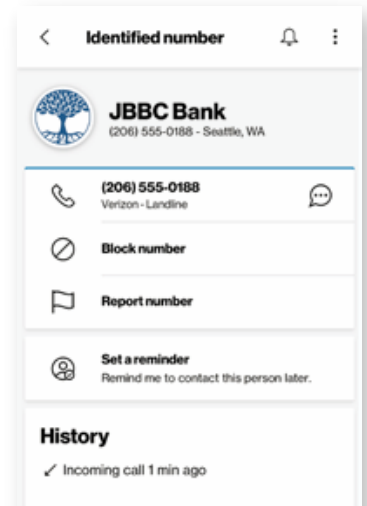 Identified number
JBBC Bank
(206) 555-0188 - Seattle, WA
(206) 555-0188
Verizon - Landline
Block number
Report number
Set a reminder
Remind me to contact this person later.
History
Incoming call 1 min ago